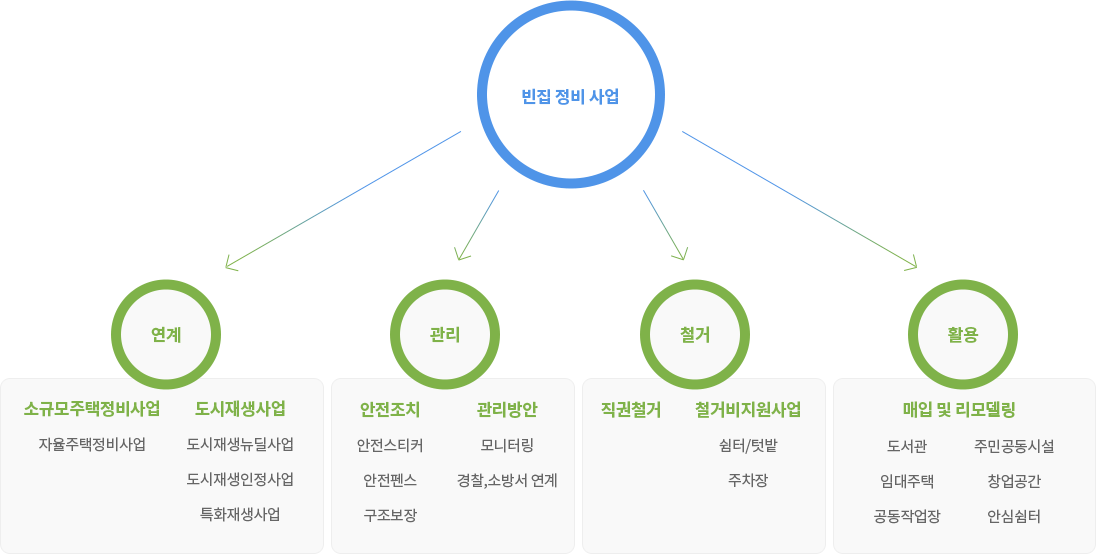 빈집 정비 사업
연계
관리
철거
활용
소규모주택정비사업
자율주택정비사업
도시재생사업
도시재생뉴딜사업
도시재생인정사업
특화재생사업
안전조치
안전스티커
안전펜스
구조보장
관리방안
모니터링
경찰,소방서 연계
직권철거
철거비지원사업
쉼터/텃밭
주차장
매입 및 리모델링
도서관
주민공동시설
임대주택
창업공간
공동작업장
안심쉼터